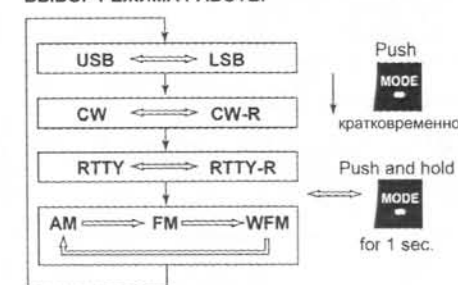 USB LSB
Push
MODE
CW CW-R
кратковременно
RTTY RTTY-R
Push and hold
MODE
AM FM WFM
for 1 sec.